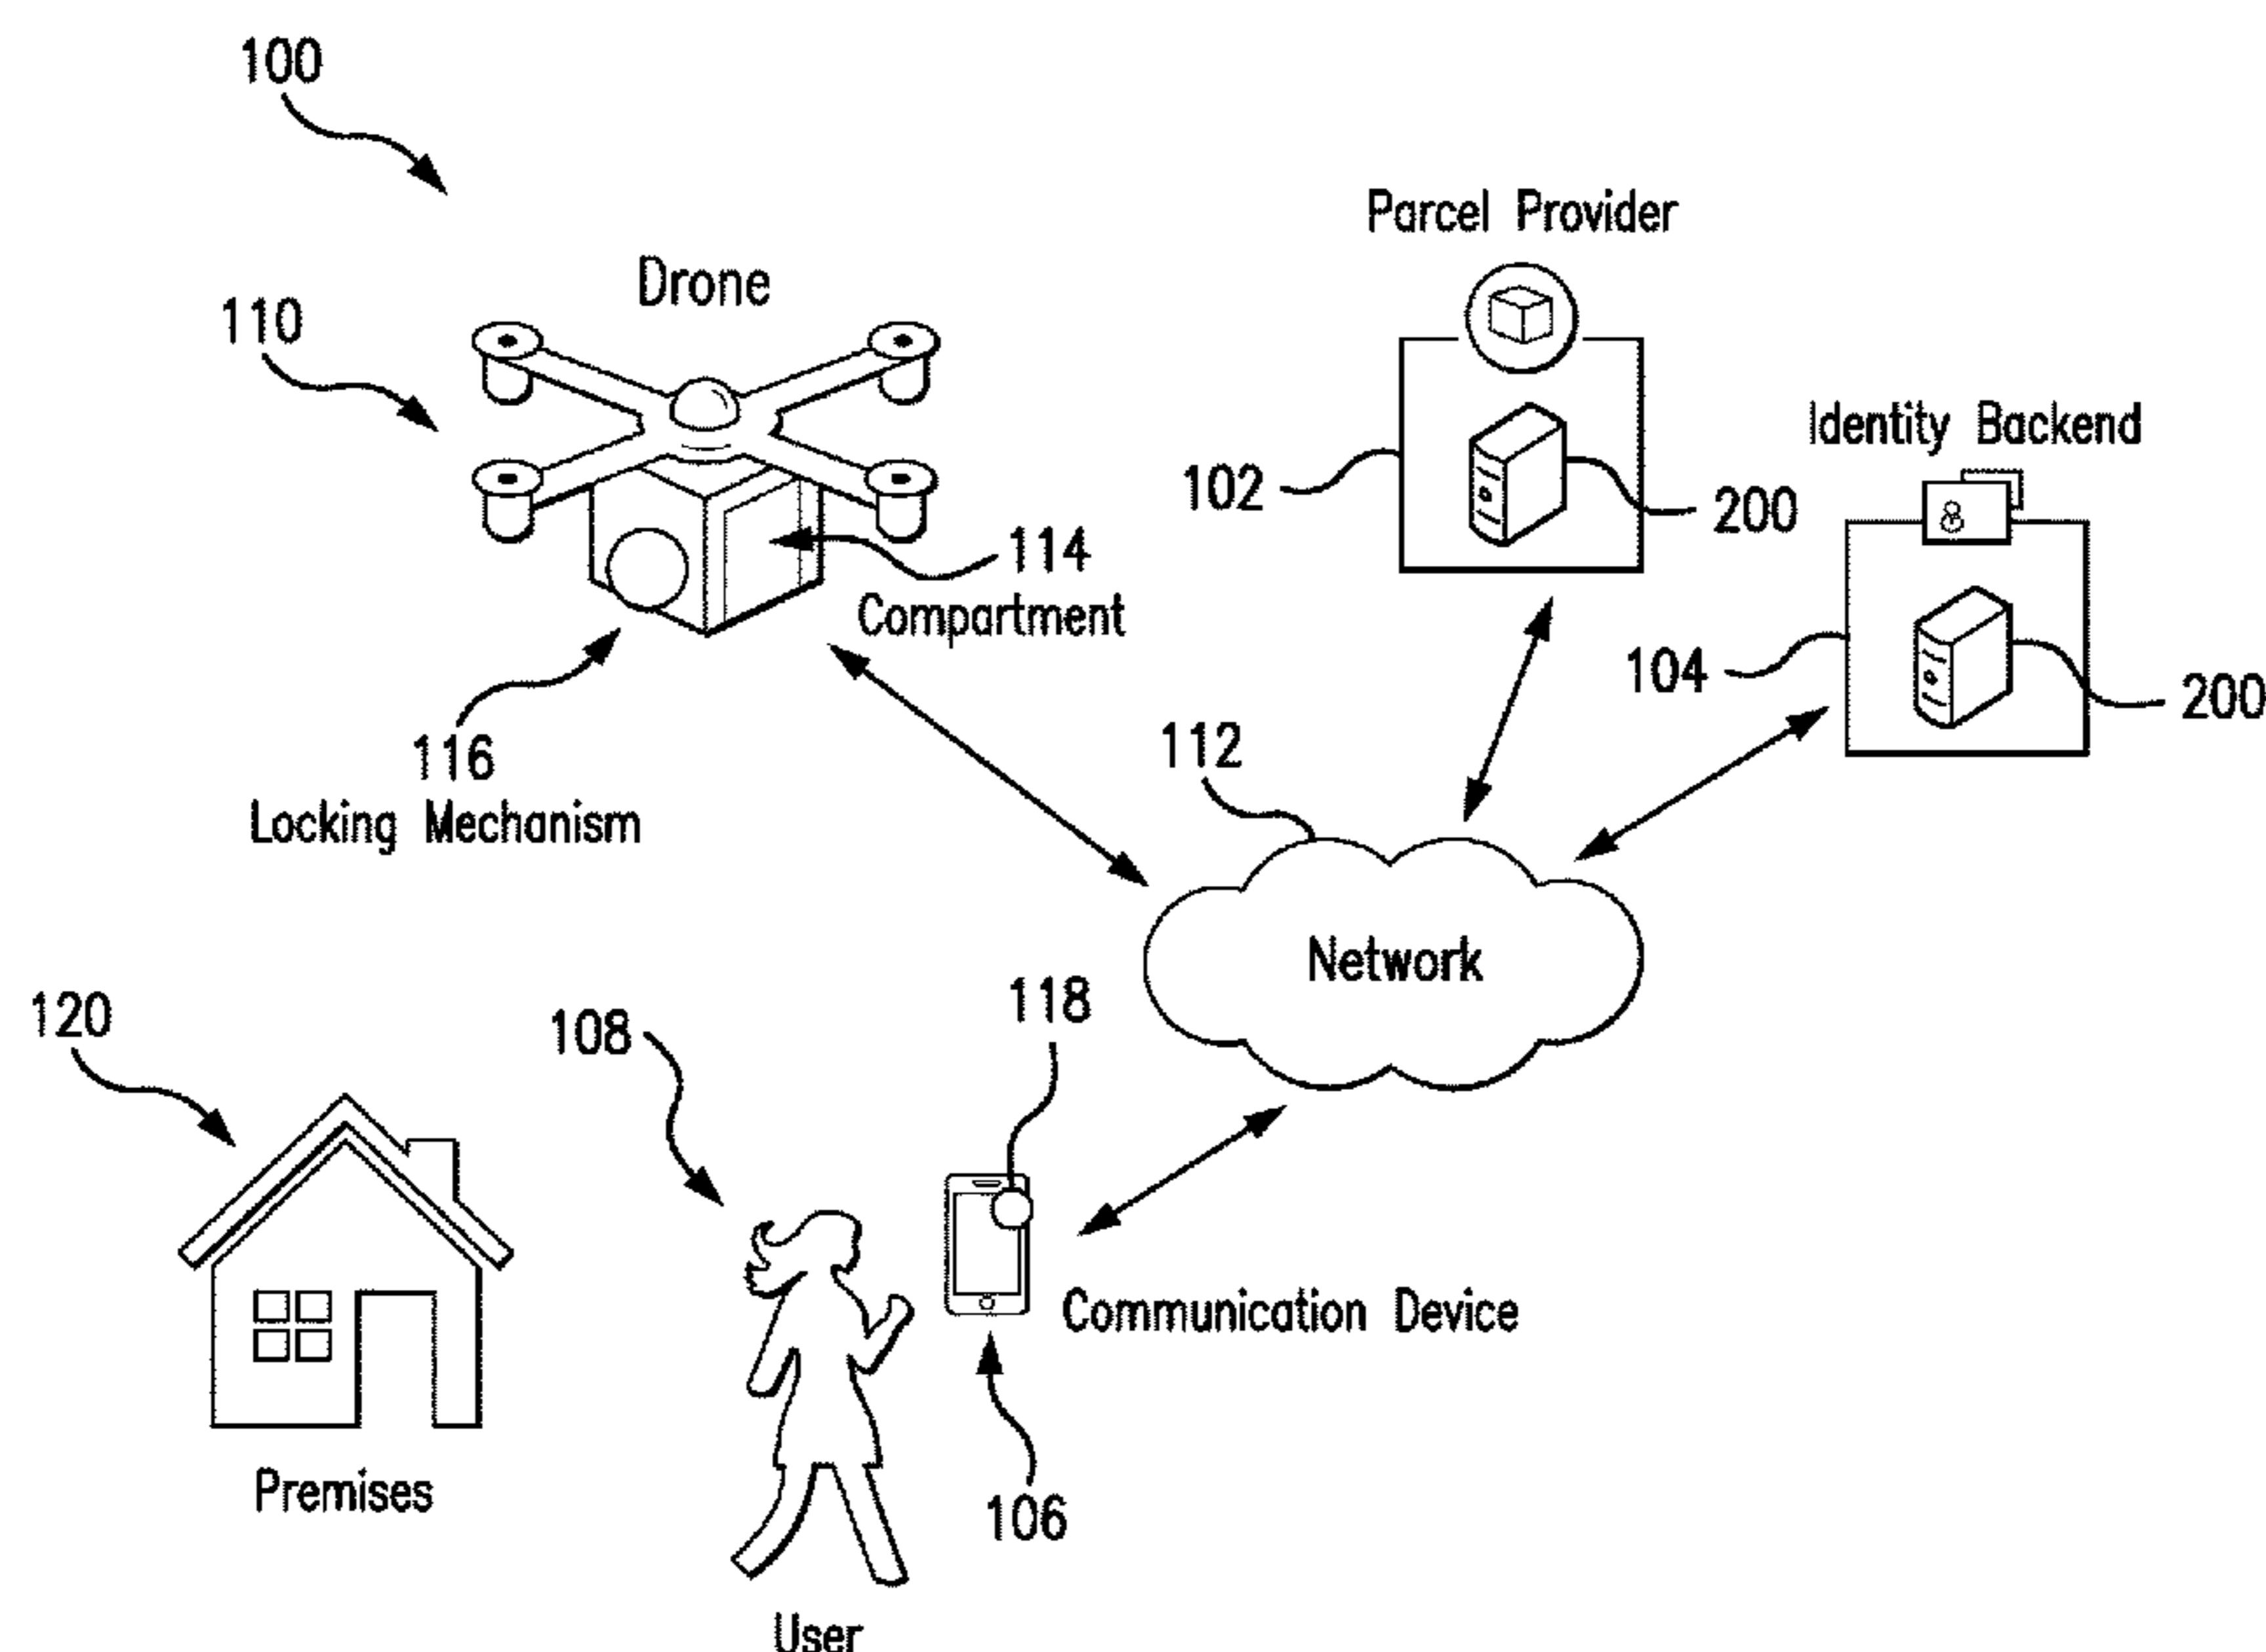 100
Parcel Provider
Drone
110
Identity Backend
102
200
114
Compartment
104
200
112
116
Locking Mechanism
Network
118
120
108
Communication Device
Premises
106
User